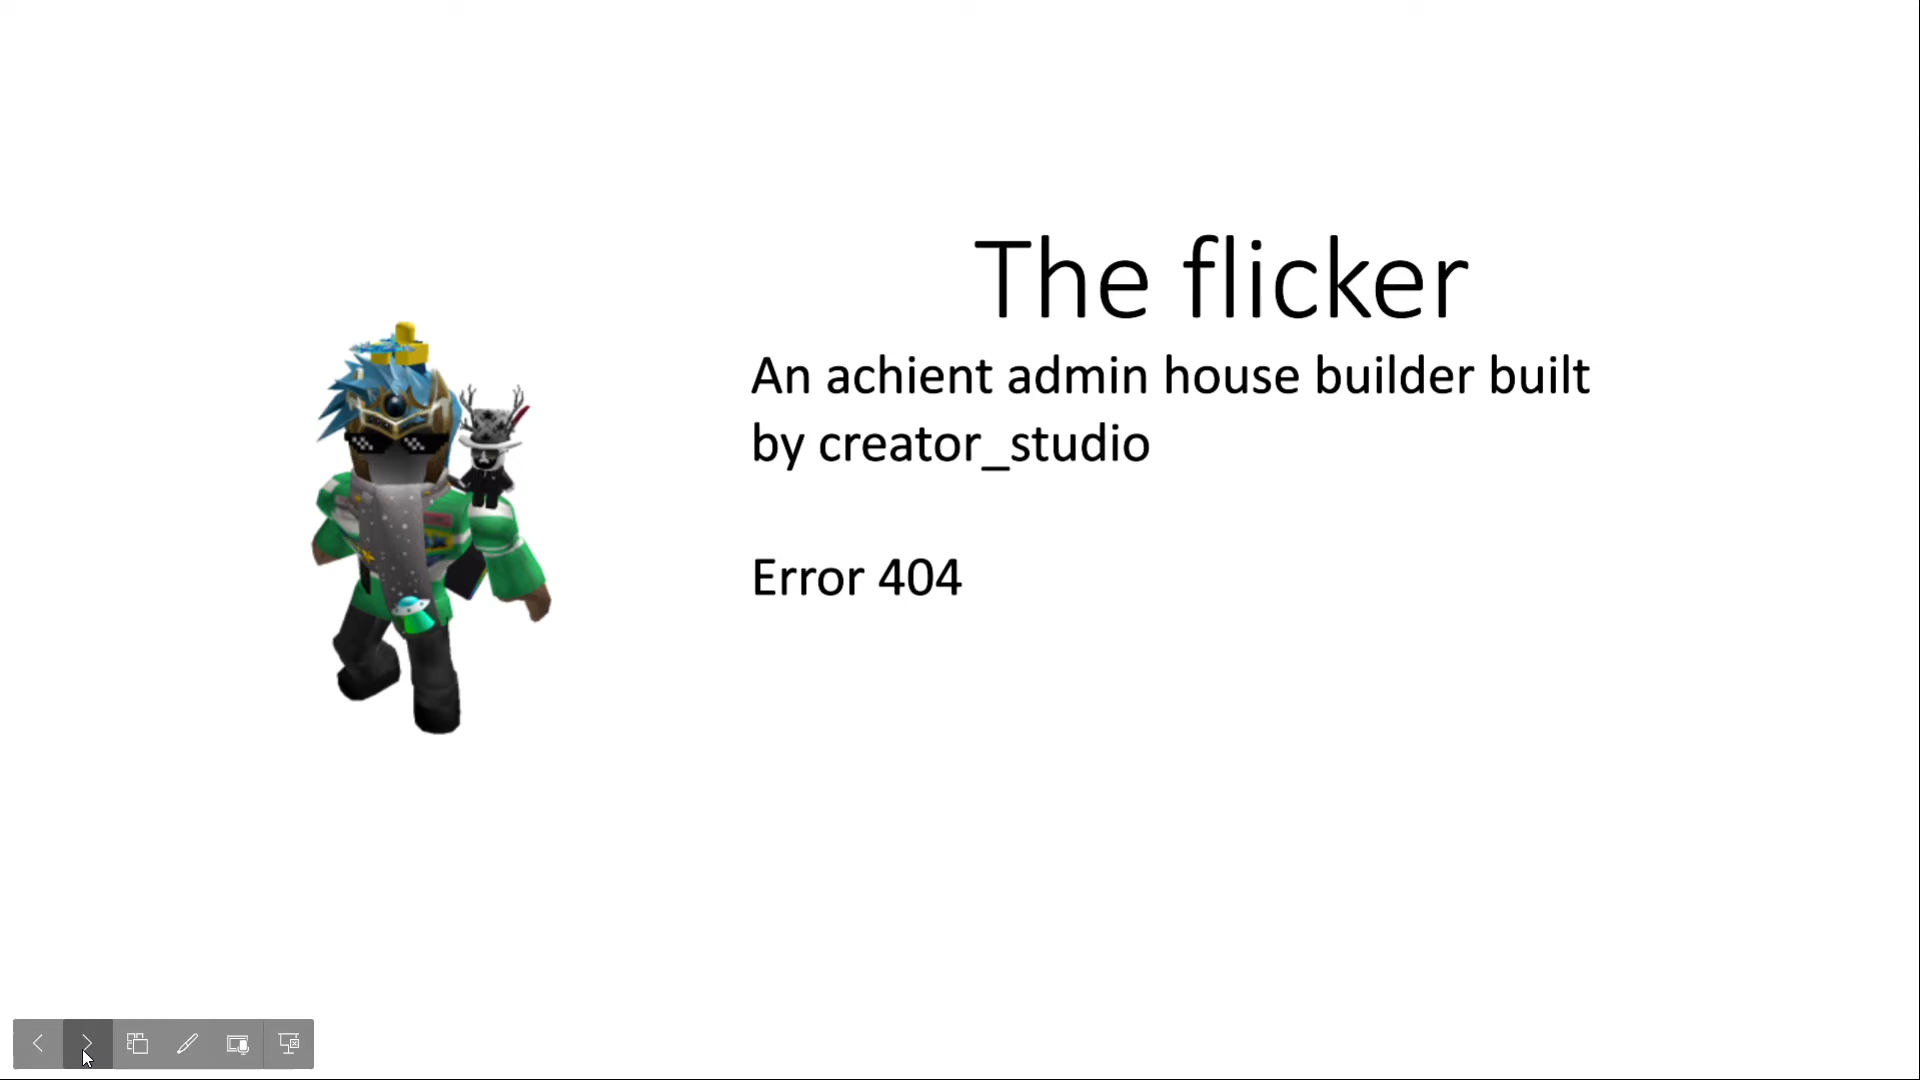 The flicker
An achient admin house builder built
by creator_studio
Error 404